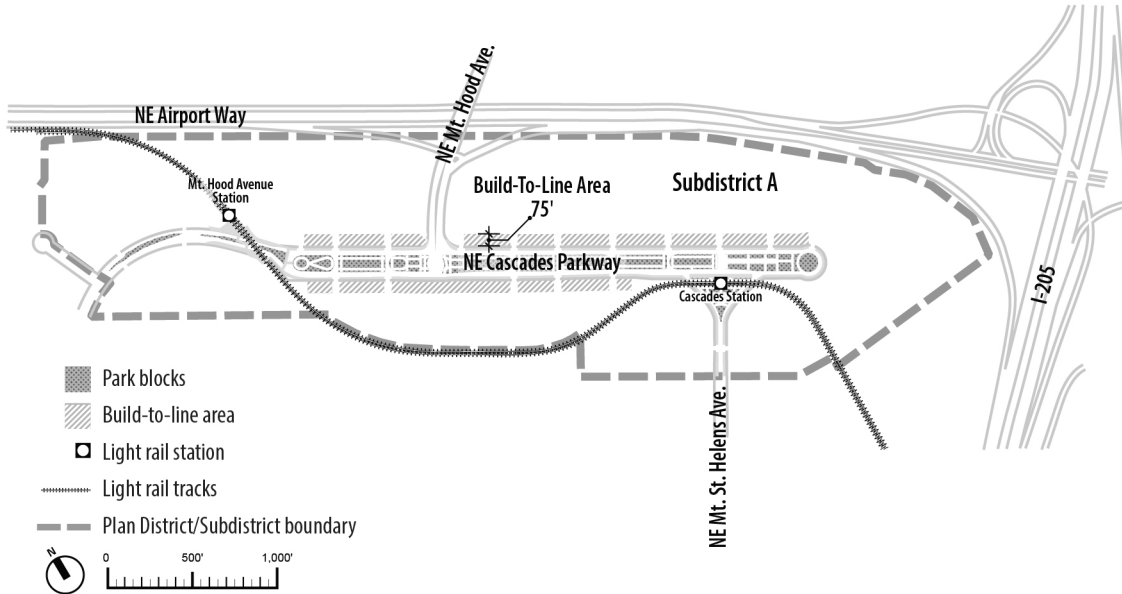 NE Airport Way
NE Mt. Hood Ave.
Mt. Hood Avenue
Station
Build-To-Line Area
75'
Subdistrict A
NE Cascades Parkway
Cascades Station
I-205
NE Mt. St. Helens Ave.
Park blocks
Build-to-line area
Light rail station
Light rail tracks
Plan District/Subdistrict boundary
N
0 500' 1,000'